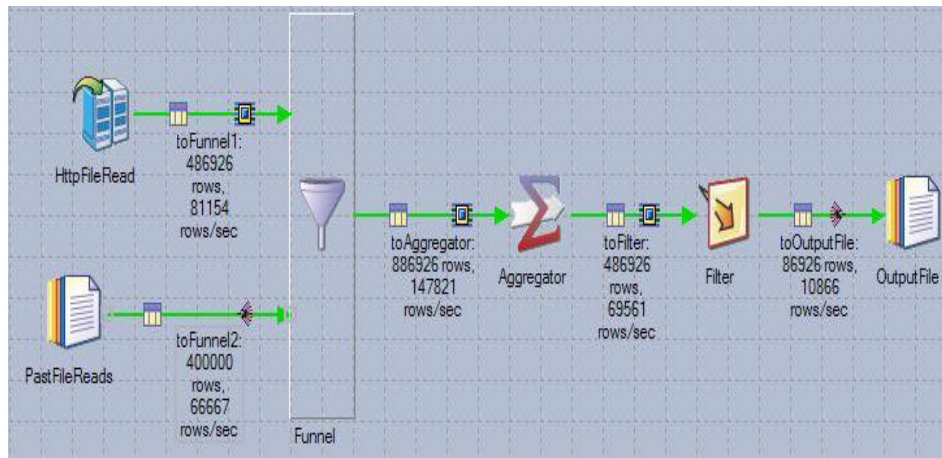 HttpFileRead
toFunnel1:
486926
rows,
81154
rows/sec
PastFileReads
toFunnel2:
400000
rows,
66667
rows/sec
Funnel
toAggregator:
886926 rows,
147821
rows/sec
Aggregator
toFilter:
486926
rows,
69561
rows/sec
Filter
toOutputFile:
86926 rows,
10866
rows/sec
OutputFile